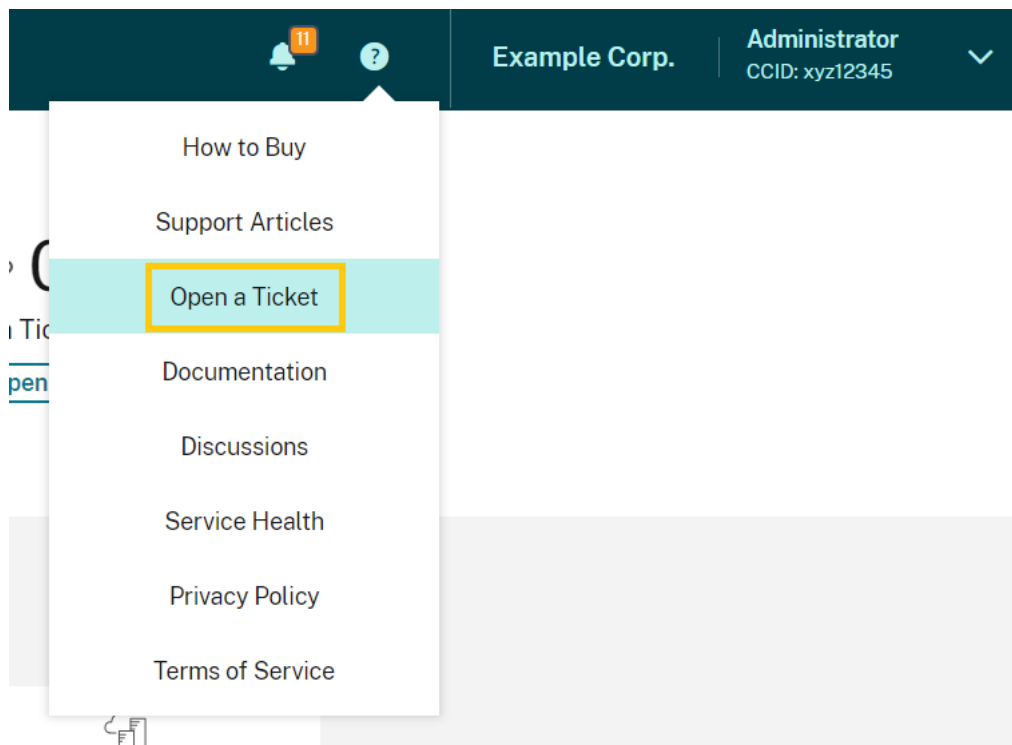 11
?
Example Corp.
Administrator
CCID: xyz12345
How to Buy
Support Articles
Open a Ticket
Documentation
Discussions
Service Health
Privacy Policy
Terms of Service